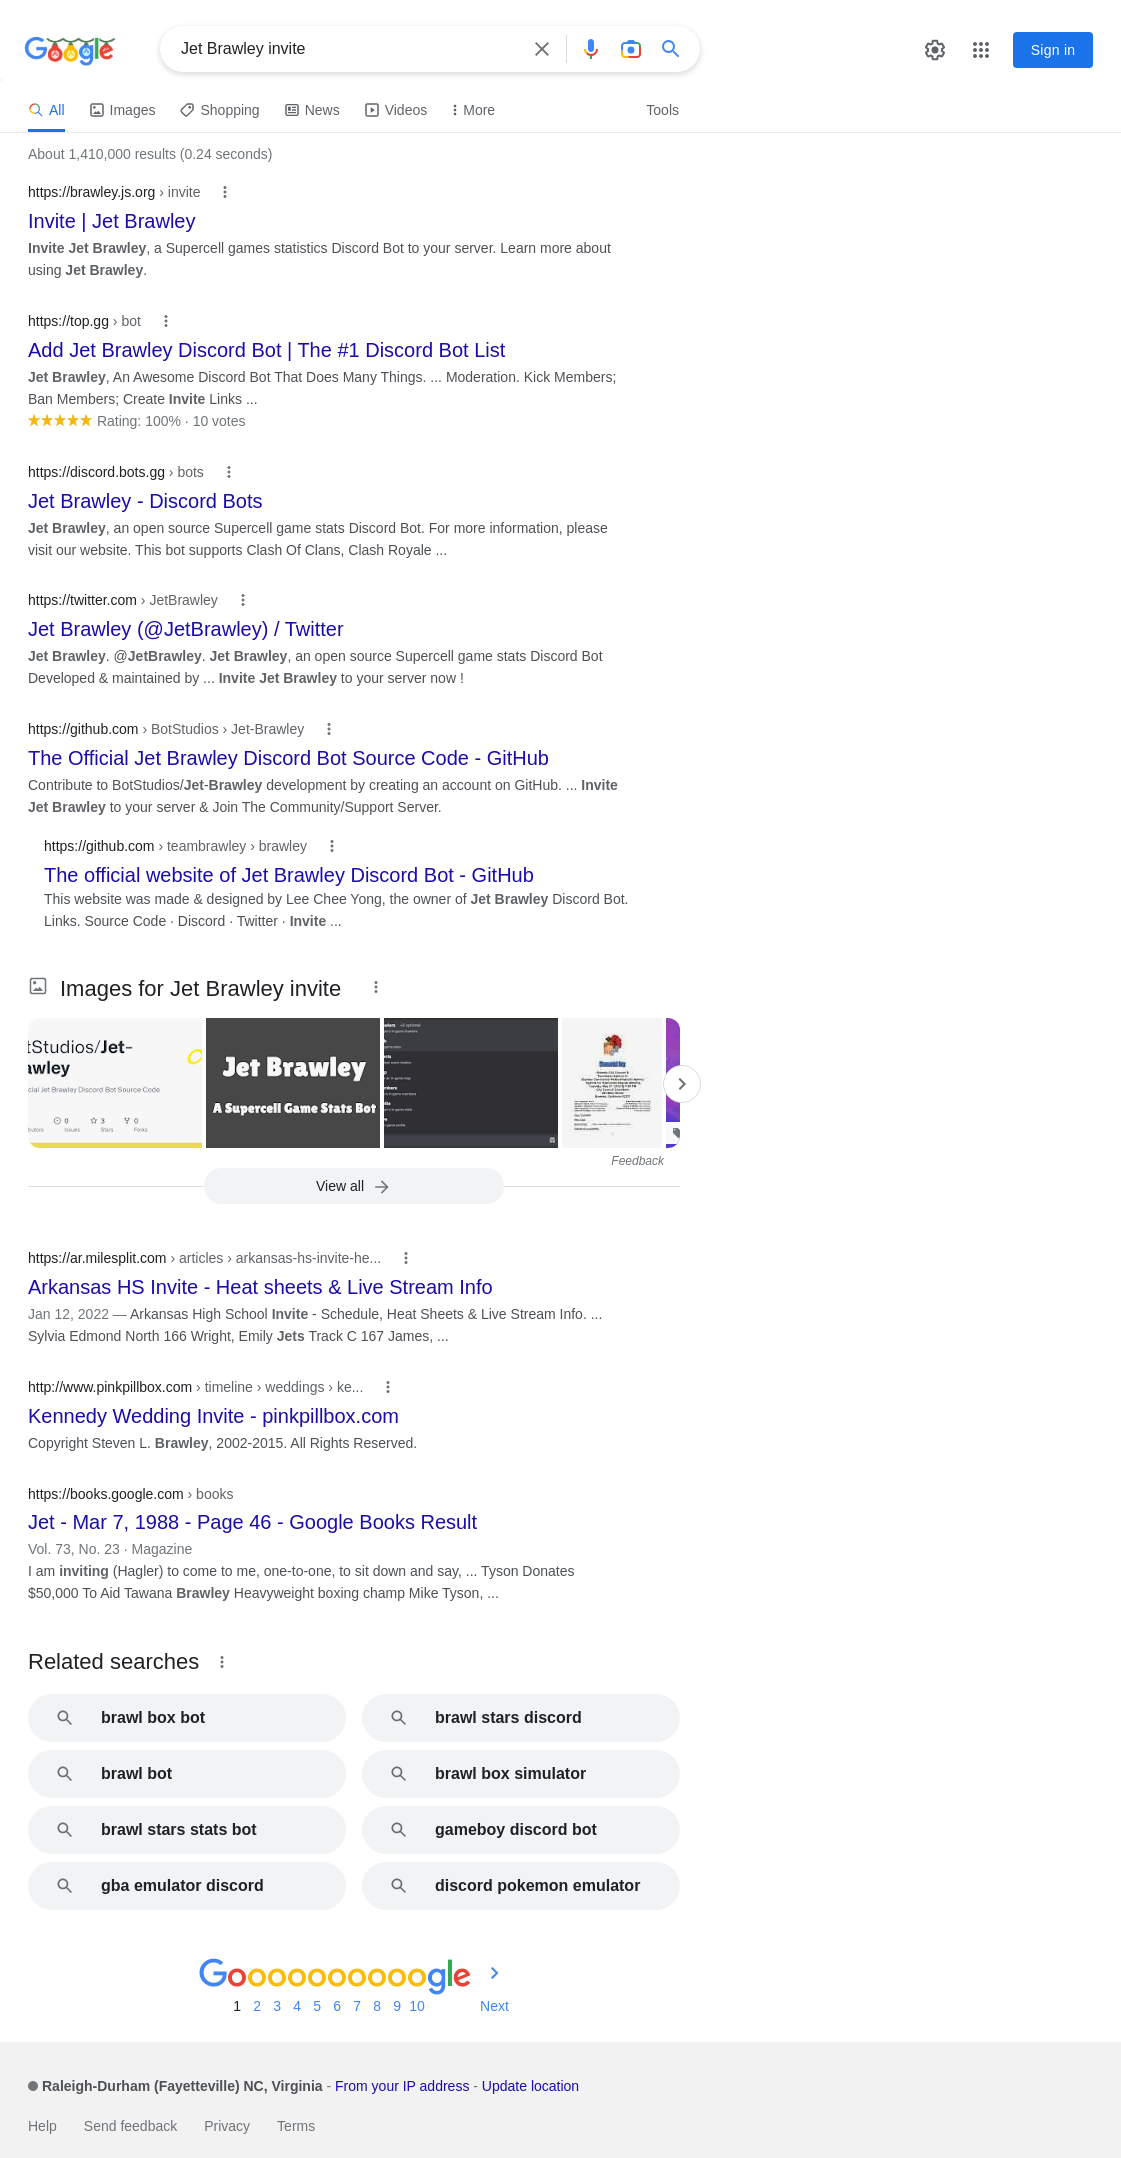 Google
Jet Brawley invite
Sign in
All
Images
Shopping
News
Videos
More
Tools
About 1,410,000 results (0.24 seconds)
https://brawley.js.org › invite
Invite | Jet Brawley
Invite Jet Brawley, a Supercell games statistics Discord Bot to your server. Learn more about
using Jet Brawley.
https://top.gg › bot
Add Jet Brawley Discord Bot | The #1 Discord Bot List
Jet Brawley, An Awesome Discord Bot That Does Many Things. ... Moderation. Kick Members;
Ban Members; Create Invite Links ...
Rating: 100% · 10 votes
https://discord.bots.gg › bots
Jet Brawley - Discord Bots
Jet Brawley, an open source Supercell game stats Discord Bot. For more information, please
visit our website. This bot supports Clash Of Clans, Clash Royale ...
https://twitter.com › JetBrawley
Jet Brawley (@JetBrawley) / Twitter
Jet Brawley. @JetBrawley. Jet Brawley, an open source Supercell game stats Discord Bot
Developed & maintained by ... Invite Jet Brawley to your server now !
https://github.com › BotStudios › Jet-Brawley
The Official Jet Brawley Discord Bot Source Code - GitHub
Contribute to BotStudios/Jet-Brawley development by creating an account on GitHub. ... Invite
Jet Brawley to your server & Join The Community/Support Server.
https://github.com › teambrawley › brawley
The official website of Jet Brawley Discord Bot - GitHub
This website was made & designed by Lee Chee Yong, the owner of Jet Brawley Discord Bot.
Links. Source Code · Discord · Twitter · Invite ...
Images for Jet Brawley invite
tStudios/Jet-
awley
cial Jet Brawley Discord Bot Source Code
0
3
0
Issues
Stars
Forks
Jet Brawley
A Supercell Game Stats Bot
Feedback
View all
https://ar.milesplit.com › articles › arkansas-hs-invite-he...
Arkansas HS Invite - Heat sheets & Live Stream Info
Jan 12, 2022 — Arkansas High School Invite - Schedule, Heat Sheets & Live Stream Info. ...
Sylvia Edmond North 166 Wright, Emily Jets Track C 167 James, ...
http://www.pinkpillbox.com › timeline › weddings › ke...
Kennedy Wedding Invite - pinkpillbox.com
Copyright Steven L. Brawley, 2002-2015. All Rights Reserved.
https://books.google.com › books
Jet - Mar 7, 1988 - Page 46 - Google Books Result
Vol. 73, No. 23 · Magazine
I am inviting (Hagler) to come to me, one-to-one, to sit down and say, ... Tyson Donates
$50,000 To Aid Tawana Brawley Heavyweight boxing champ Mike Tyson, ...
Related searches
brawl box bot
brawl stars discord
brawl bot
brawl box simulator
brawl stars stats bot
gameboy discord bot
gba emulator discord
discord pokemon emulator
Goooooooooogle
1 2 3 4 5 6 7 8 9 10 Next
Raleigh-Durham (Fayetteville) NC, Virginia - From your IP address - Update location
Help
Send feedback
Privacy
Terms